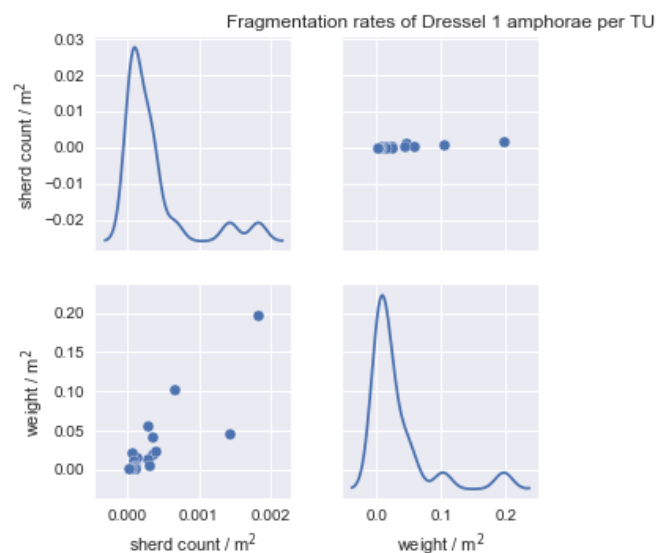 Fragmentation rates of Dressel 1 amphorae per TU
sherd count / m²
0.03
0.02
0.01
0.00
−0.01
−0.02
weight / m²
0.20
0.15
0.10
0.05
0.00
0.000 0.001 0.002
sherd count / m²
0.0 0.1 0.2
weight / m²